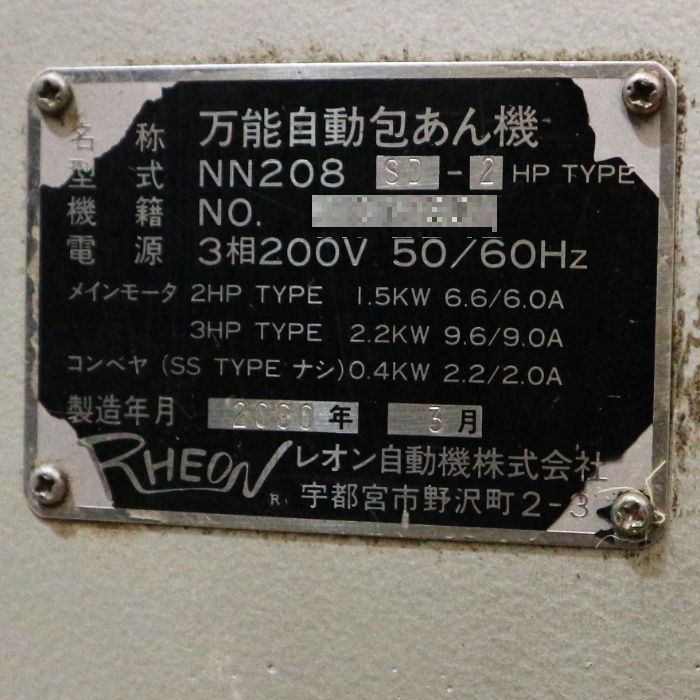 名称 万能自動包あん機
型式 NN208 SD-2 HP TYPE
機籍 NO.
電源 3相200V 50/60Hz
メインモータ 2HP TYPE 1.5KW 6.6/6.0A
3HP TYPE 2.2KW 9.6/9.0A
コンベヤ (SS TYPE ナシ) 0.4KW 2.2/2.0A
製造年月 2000年 3月
RHEON R レオン自動機株式会社
宇都宮市野沢町2-3